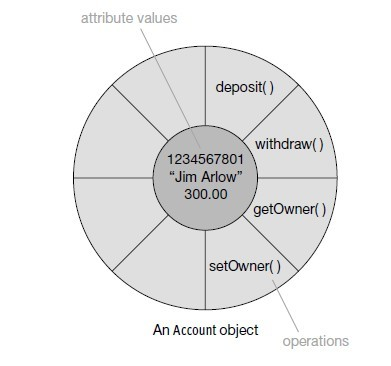 attribute values
deposit( )
withdraw( )
1234567801
“Jim Arlow”
300.00
getOwner( )
setOwner( )
An Account object
operations